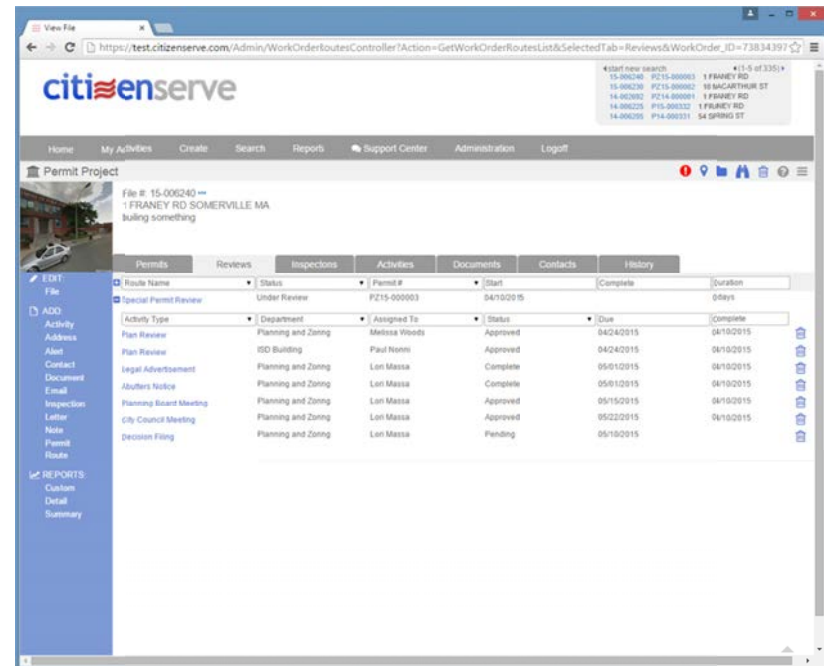 View File
https://test.citizenserve.com/Admin/WorkOrderRoutesController?Action=GetWorkOrderRoutesList&SelectedTab=Reviews&WorkOrder_ID=73834397
start new search (1-5 of 335)
15-006240 PZ15-000003 1 FRANEY RD
15-006230 PZ15-000002 10 MACARTHUR ST
14-002692 PZ14-000001 1 FRANEY RD
14-006225 P15-000332 1 FRANEY RD
14-006205 P14-000331 54 SPRING ST
citizenserve
Home My Activities Create Search Reports Support Center Administration Logoff
Permit Project
File #: 15-006240
1 FRANEY RD SOMERVILLE MA
builing something
Permits Reviews Inspectons Activities Documents Contacts History
EDIT:
File
ADD:
Activity
Address
Alert
Contact
Document
Email
Inspection
Letter
Note
Permit
Route
REPORTS:
Custom
Detail
Summary
Route Name Status Permit # Start Complete Duration
Special Permit Review Under Review PZ15-000003 04/10/2015 0days
Activity Type Department Assigned To Status Due Complete
Plan Review Planning and Zonng Melissa Woods Approved 04/24/2015 04/10/2015
Plan Review ISD Building Paul Nonni Approved 04/24/2015 04/10/2015
Legal Advertisement Planning and Zonng Lori Massa Complete 05/01/2015 04/10/2015
Abutters Notice Planning and Zonng Lori Massa Complete 05/01/2015 04/10/2015
Planning Board Meeting Planning and Zonng Lori Massa Approved 05/15/2015 04/10/2015
City Council Meeting Planning and Zonng Lori Massa Approved 05/22/2015 04/10/2015
Decision Filing Planning and Zonng Lori Massa Pending 05/10/2015